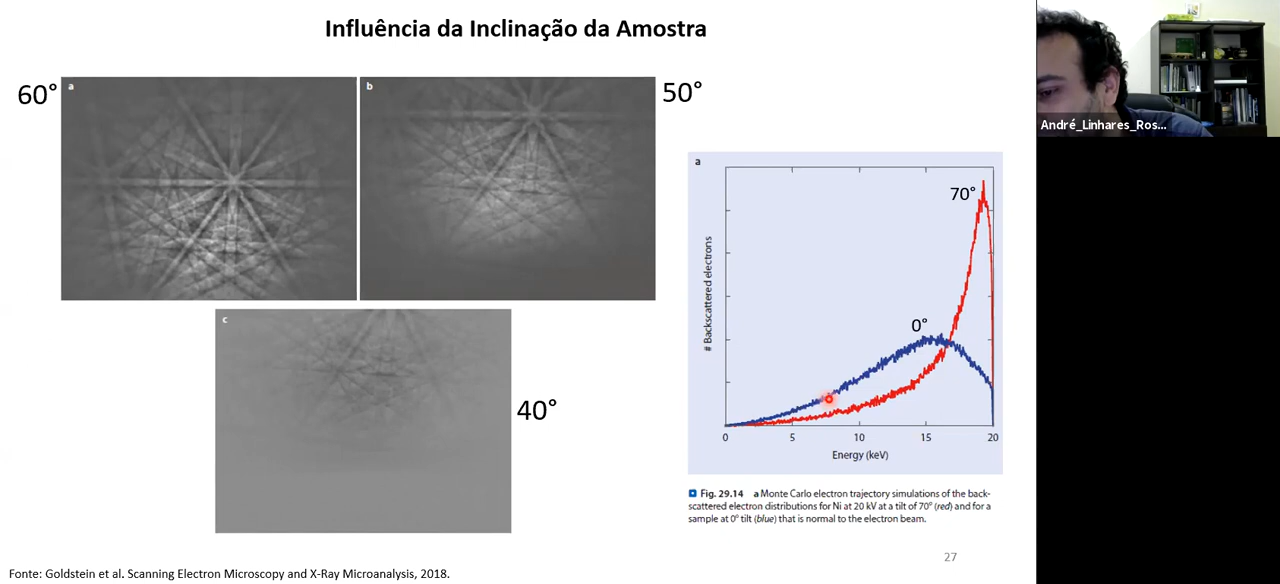 Influência da Inclinação da Amostra
60°
a
b
50°
c
40°
a
70°
0°
# Backscattered electrons
0 5 10 15 20
Energy (keV)
Fig. 29.14 a Monte Carlo electron trajectory simulations of the back-
scattered electron distributions for Ni at 20 kV at a tilt of 70° (red) and for a
sample at 0° tilt (blue) that is normal to the electron beam.
27
Fonte: Goldstein et al. Scanning Electron Microscopy and X-Ray Microanalysis, 2018.
André_Linhares_Ros...